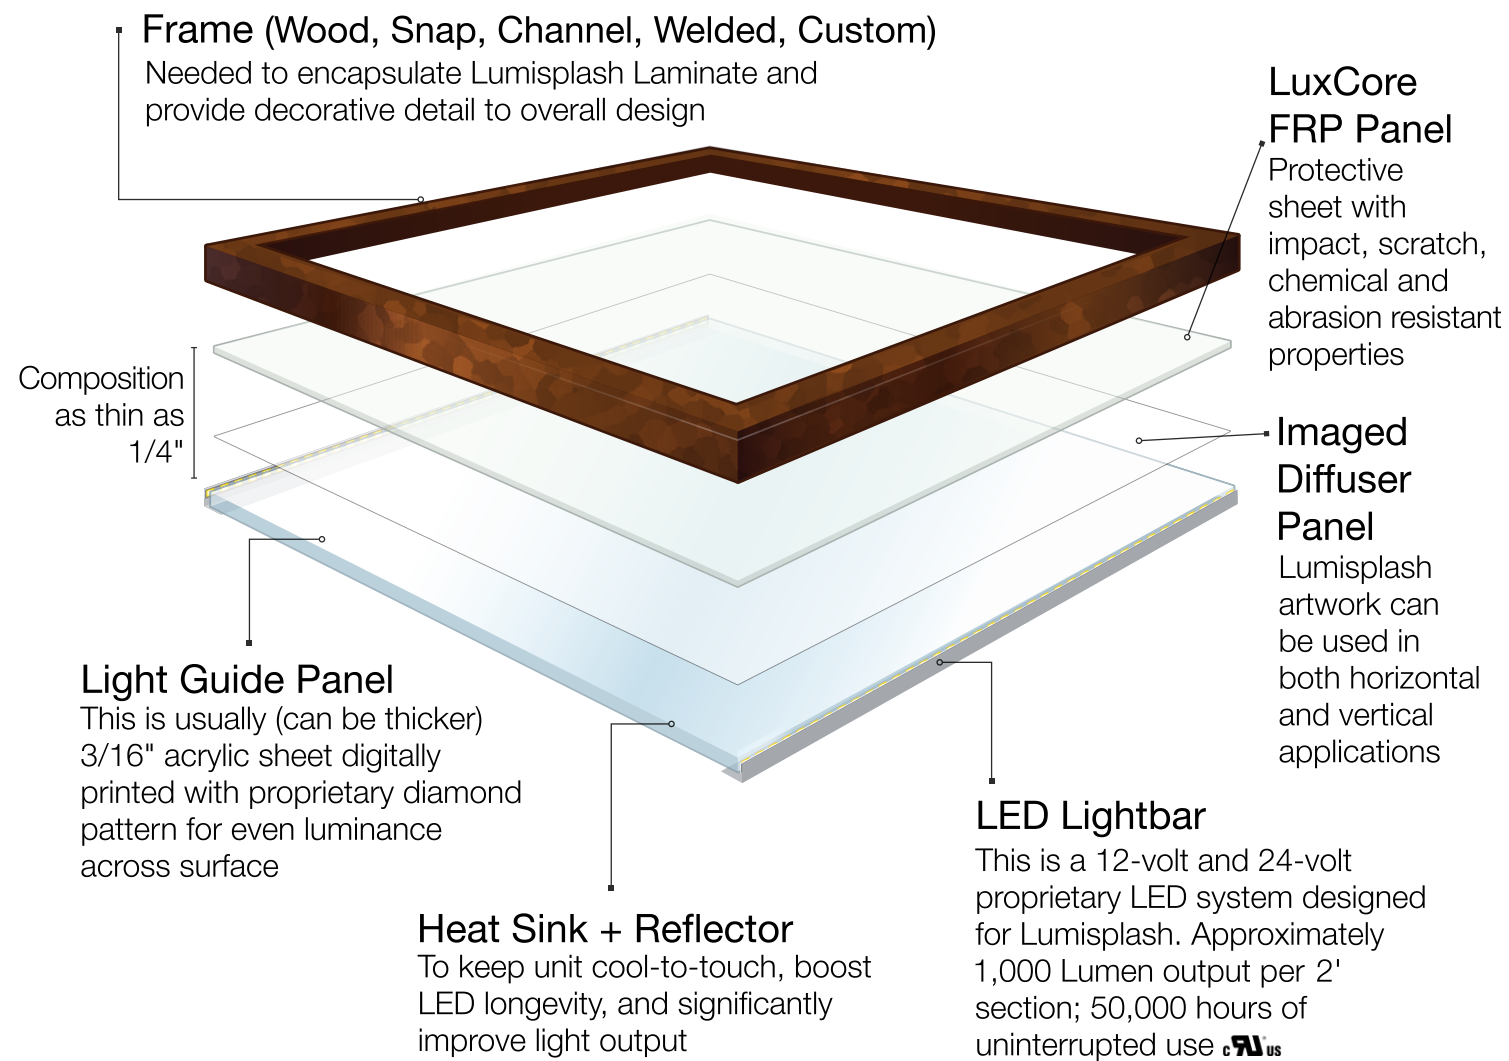 Frame (Wood, Snap, Channel, Welded, Custom)
Needed to encapsulate Lumisplash Laminate and
provide decorative detail to overall design
LuxCore
FRP Panel
Protective
sheet with
impact, scratch,
chemical and
abrasion resistant
properties
Composition
as thin as
1/4"
Imaged
Diffuser
Panel
Lumisplash
artwork can
be used in
both horizontal
and vertical
applications
Light Guide Panel
This is usually (can be thicker)
3/16" acrylic sheet digitally
printed with proprietary diamond
pattern for even luminance
across surface
Heat Sink + Reflector
To keep unit cool-to-touch, boost
LED longevity, and significantly
improve light output
LED Lightbar
This is a 12-volt and 24-volt
proprietary LED system designed
for Lumisplash. Approximately
1,000 Lumen output per 2'
section; 50,000 hours of
uninterrupted use c RU US